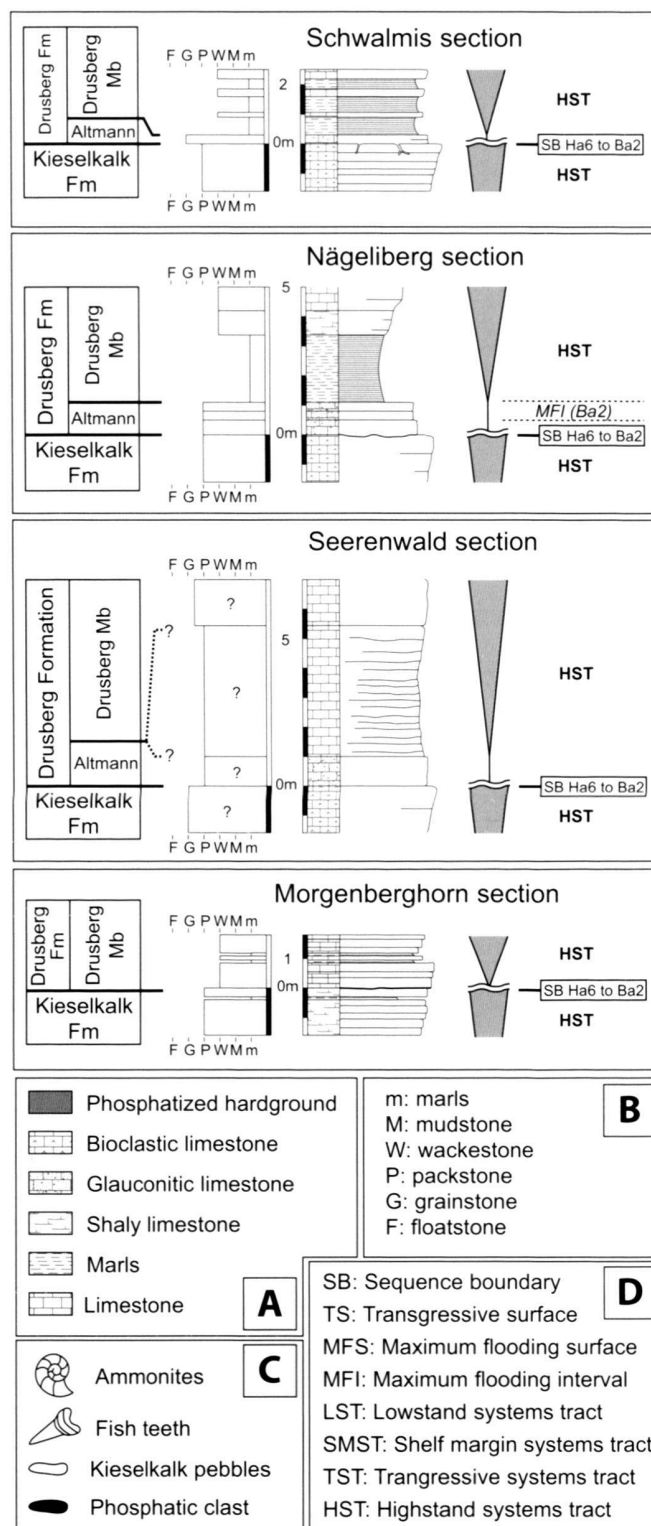 Schwalmis section
F G P W M m
Drusberg Fm
Drusberg Mb
Altmann
Kieselkalk Fm
2
0m
F G P W M m
HST
SB Ha6 to Ba2
HST
Nägeliberg section
F G P W M m
Drusberg Fm
Drusberg Mb
Altmann
Kieselkalk Fm
5
0m
F G P W M m
HST
MFI (Ba2)
SB Ha6 to Ba2
HST
Seerenwald section
F G P W M m
Drusberg Formation
Drusberg Mb
Altmann
Kieselkalk Fm
?
?
?
?
?
?
5
0m
F G P W M m
HST
SB Ha6 to Ba2
HST
Morgenberghorn section
F G P W M m
Drusberg Fm
Drusberg Mb
Kieselkalk Fm
1
0m
F G P W M m
HST
SB Ha6 to Ba2
HST
Phosphatized hardground
Bioclastic limestone
Glauconitic limestone
Shaly limestone
Marls
Limestone
A
m: marls
M: mudstone
W: wackestone
P: packstone
G: grainstone
F: floatstone
B
Ammonites
Fish teeth
Kieselkalk pebbles
Phosphatic clast
C
SB: Sequence boundary
TS: Transgressive surface
MFS: Maximum flooding surface
MFI: Maximum flooding interval
LST: Lowstand systems tract
SMST: Shelf margin systems tract
TST: Trangressive systems tract
HST: Highstand systems tract
D